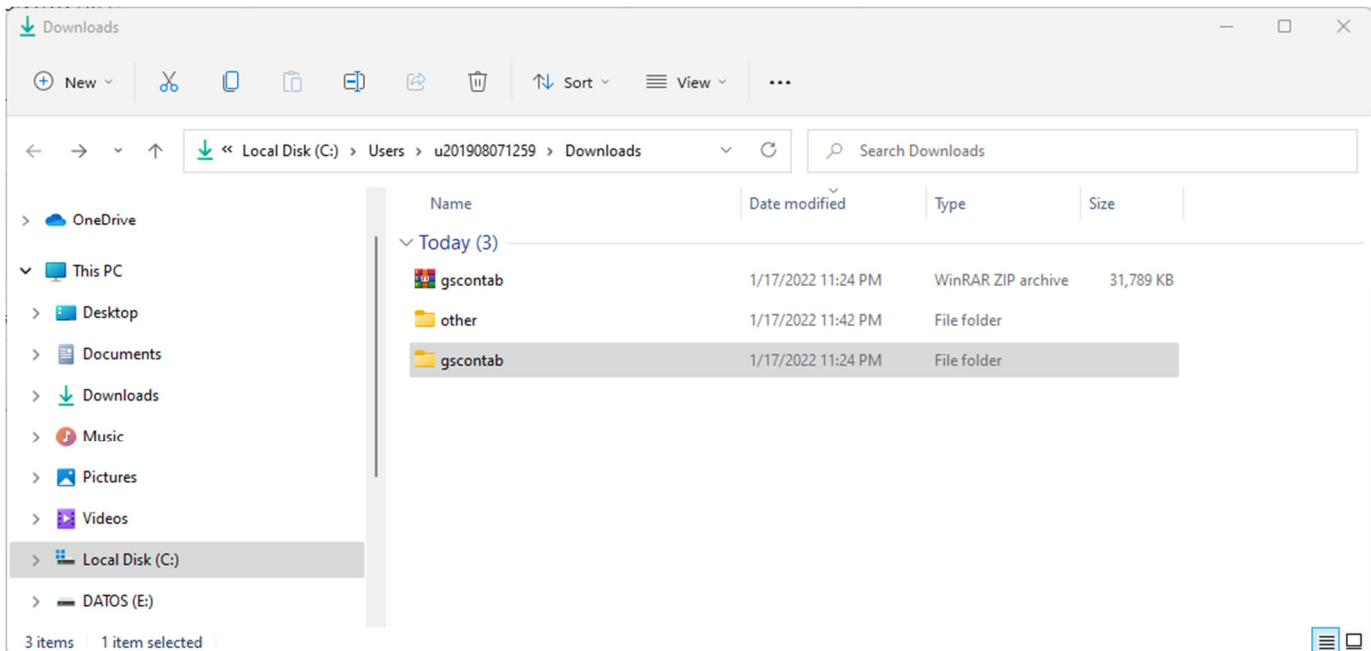 Downloads
New Sort View
Local Disk (C:) Users u201908071259 Downloads Search Downloads
Name Date modified Type Size
OneDrive
Today (3)
This PC
gscontab 1/17/2022 11:24 PM WinRAR ZIP archive 31,789 KB
Desktop
other 1/17/2022 11:42 PM File folder
Documents
gscontab 1/17/2022 11:24 PM File folder
Downloads
Music
Pictures
Videos
Local Disk (C:)
DATOS (E:)
3 items 1 item selected